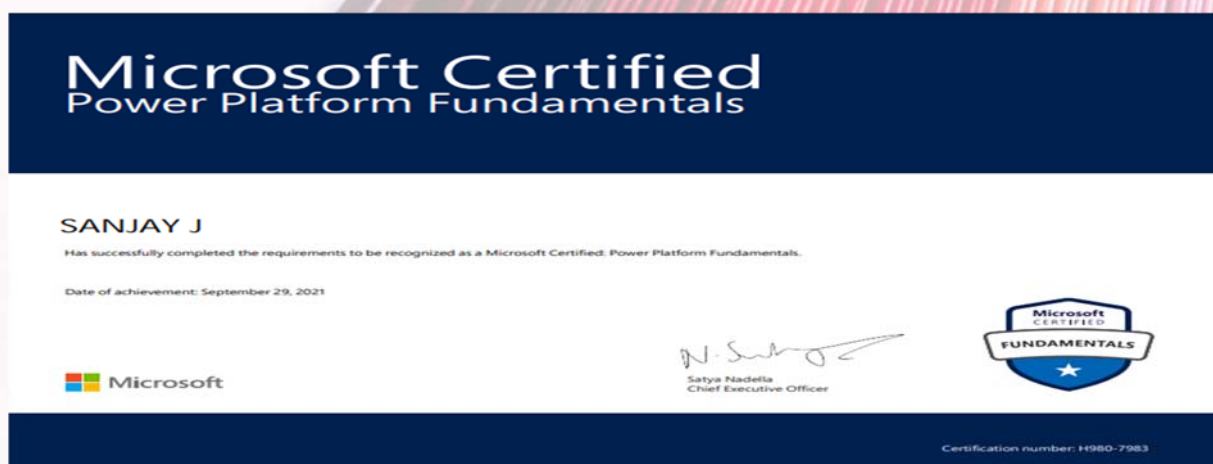 Microsoft Certified
Power Platform Fundamentals
SANJAY J
Has successfully completed the requirements to be recognized as a Microsoft Certified: Power Platform Fundamentals.
Date of achievement: September 29, 2021
Microsoft
CERTIFIED
FUNDAMENTALS
N. Satya
Satya Nadella
Chief Executive Officer
Microsoft
Certification number: H980-7983